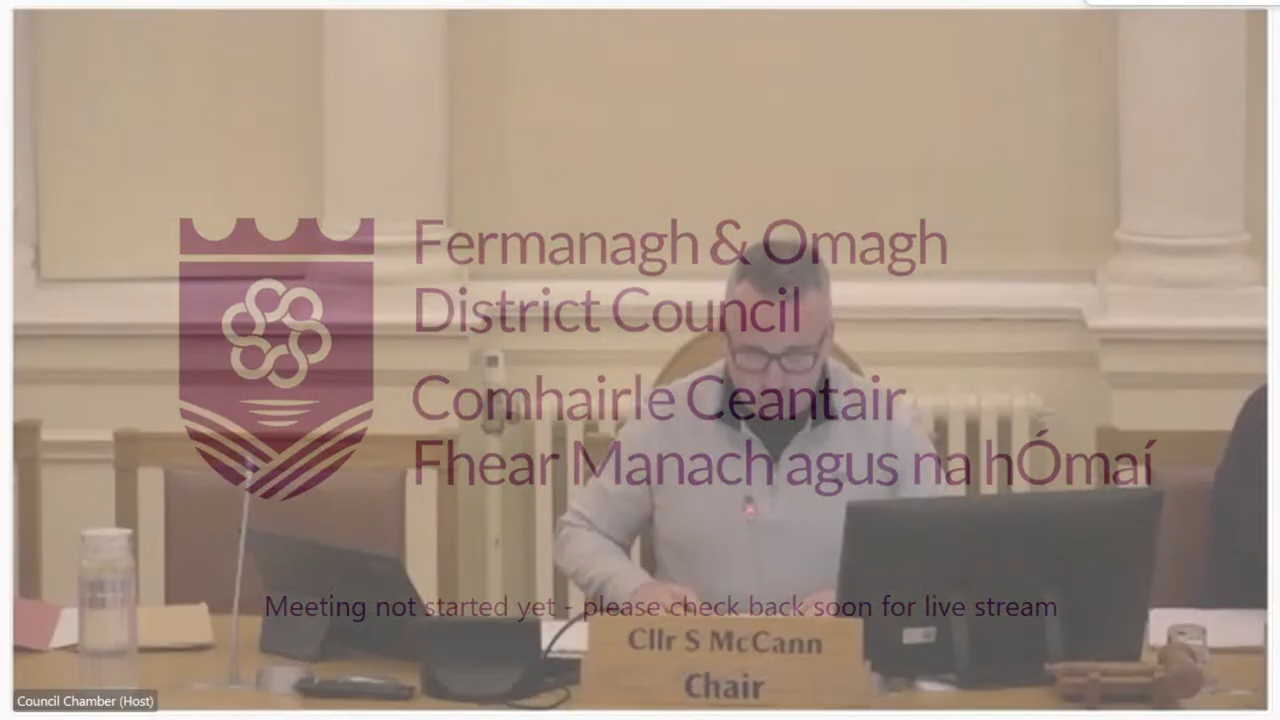 Fermanagh & Omagh
District Council
Comhairle Ceantair
Fhear Manach agus na hÓmaí
Meeting not started yet - please check back soon for live stream
Cllr S McCann
Chair
Council Chamber (Host)